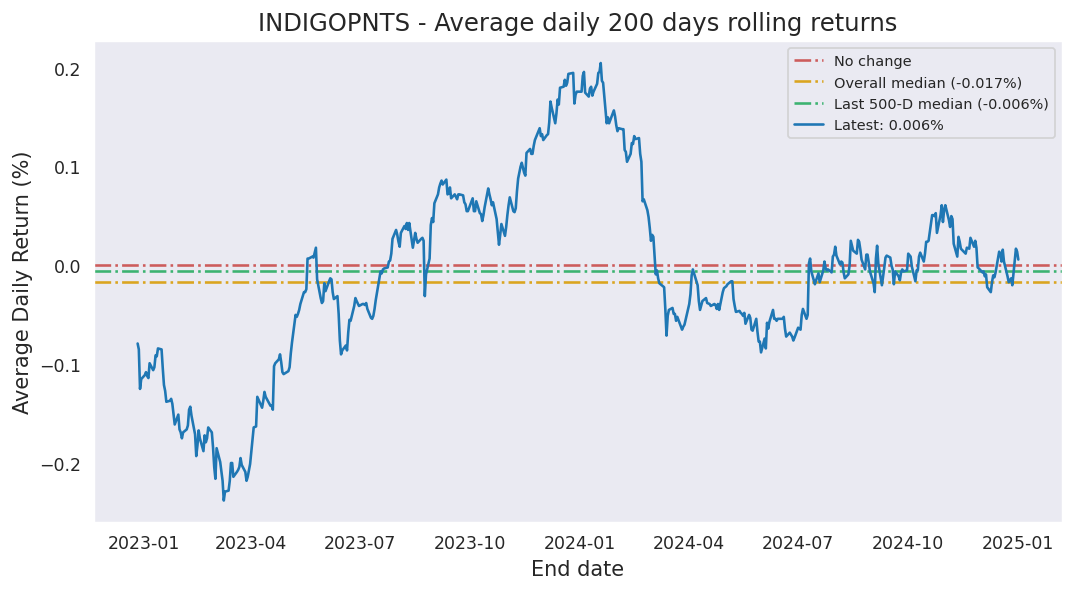 INDIGOPNTS - Average daily 200 days rolling returns
No change
Overall median (-0.017%)
Last 500-D median (-0.006%)
Latest: 0.006%
Average Daily Return (%)
0.2
0.1
0.0
−0.1
−0.2
2023-01 2023-04 2023-07 2023-10 2024-01 2024-04 2024-07 2024-10 2025-01
End date